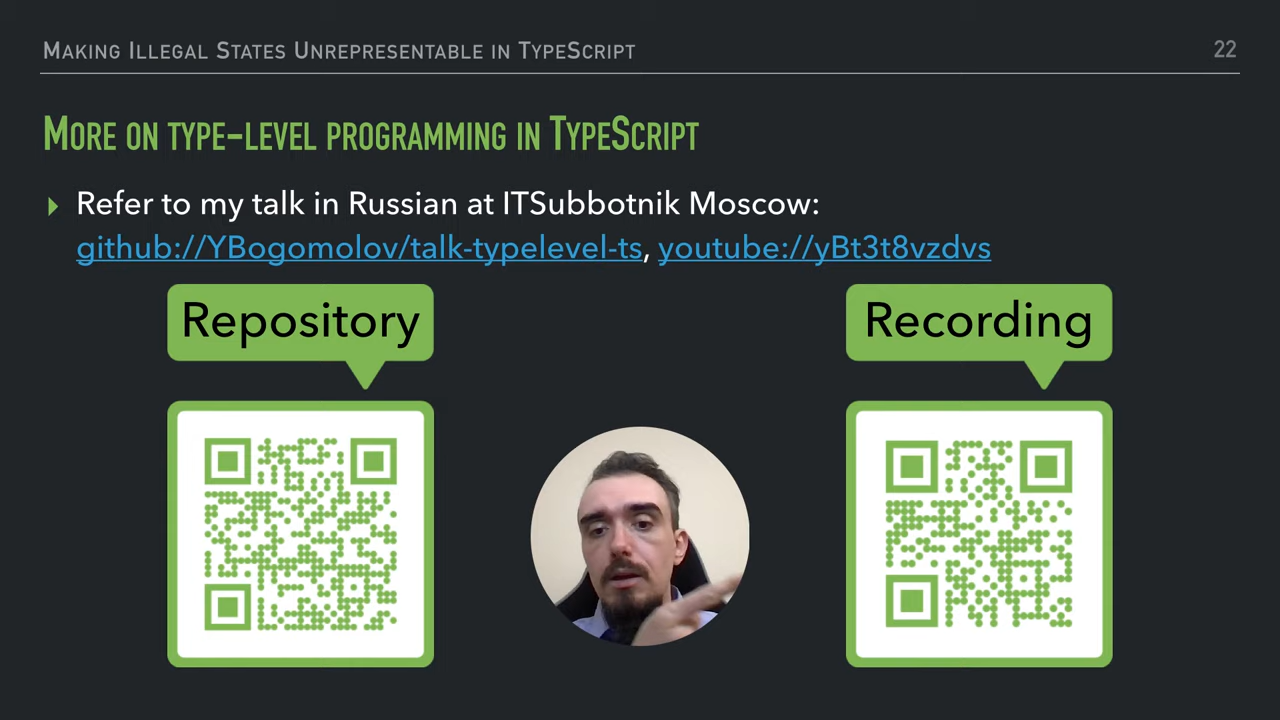 Making Illegal States Unrepresentable in TypeScript
22
More on type-level programming in TypeScript
Refer to my talk in Russian at ITSubbotnik Moscow:
github://YBogomolov/talk-typelevel-ts, youtube://yBt3t8vzdvs
Repository
Recording